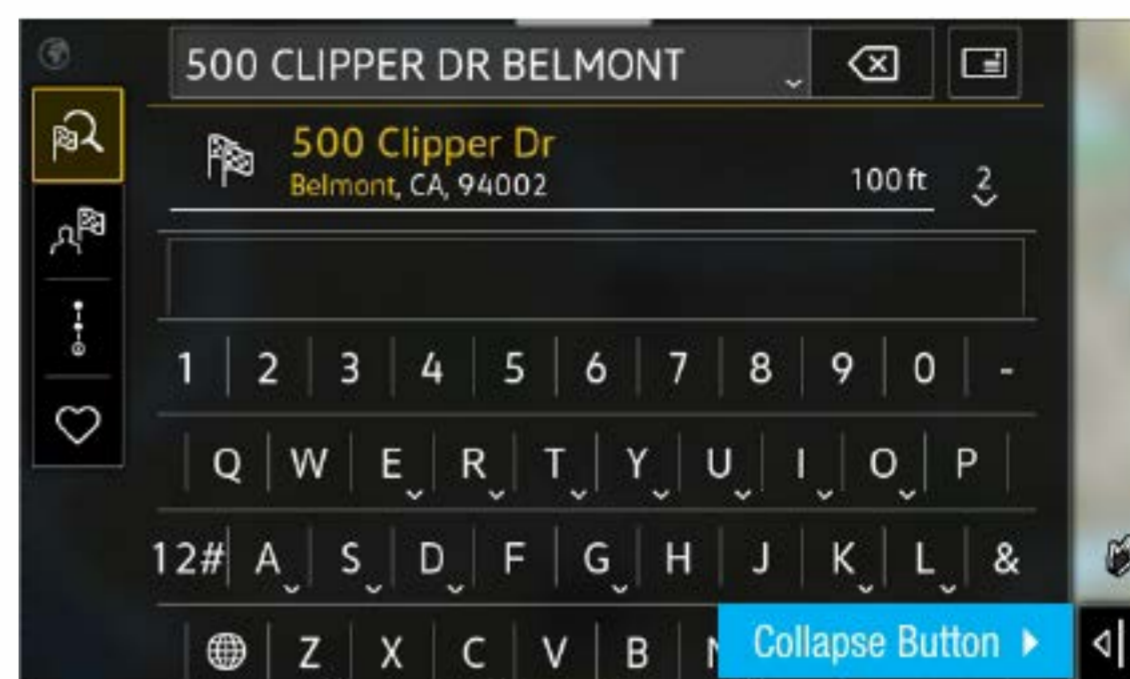 500 CLIPPER DR BELMONT
500 Clipper Dr
Belmont, CA, 94002
100 ft 2
1 2 3 4 5 6 7 8 9 0 -
Q W E R T Y U I O P
12# A S D F G H J K L &
Z X C V B N
Collapse Button